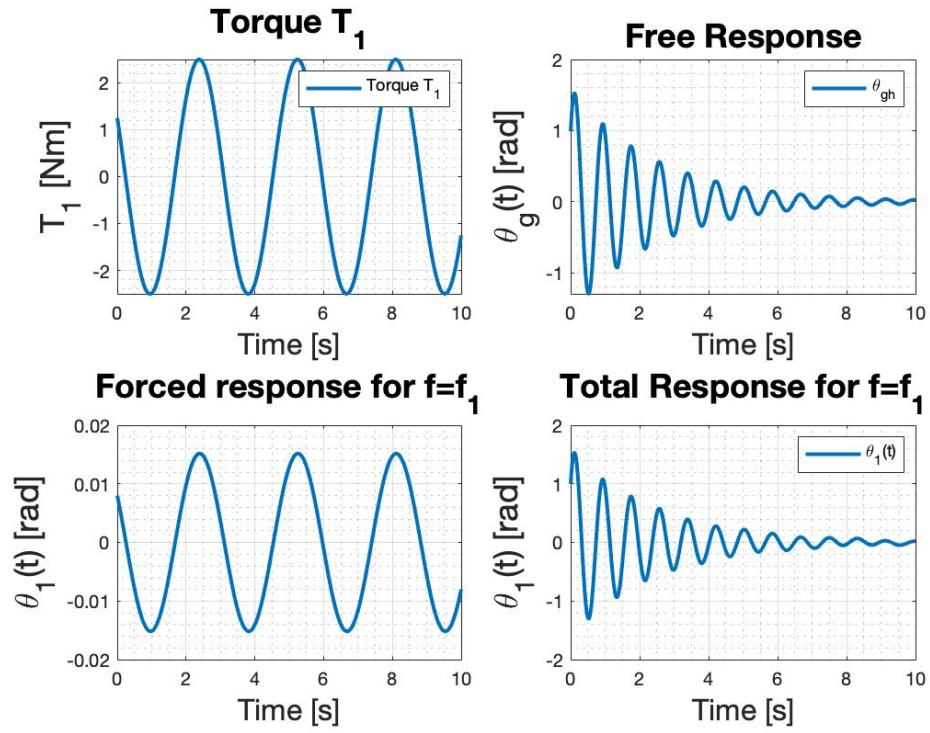 Torque T₁
T₁ [Nm]
2
1
0
-1
-2
0 2 4 6 8 10
Time [s]
Torque T₁
Free Response
θgh
θg(t) [rad]
2
1
0
-1
0 2 4 6 8 10
Time [s]
Forced response for f=f₁
θ₁(t) [rad]
0.02
0.01
0
-0.01
-0.02
0 2 4 6 8 10
Time [s]
Total Response for f=f₁
θ₁(t)
θ₁(t) [rad]
2
1
0
-1
-2
0 2 4 6 8 10
Time [s]